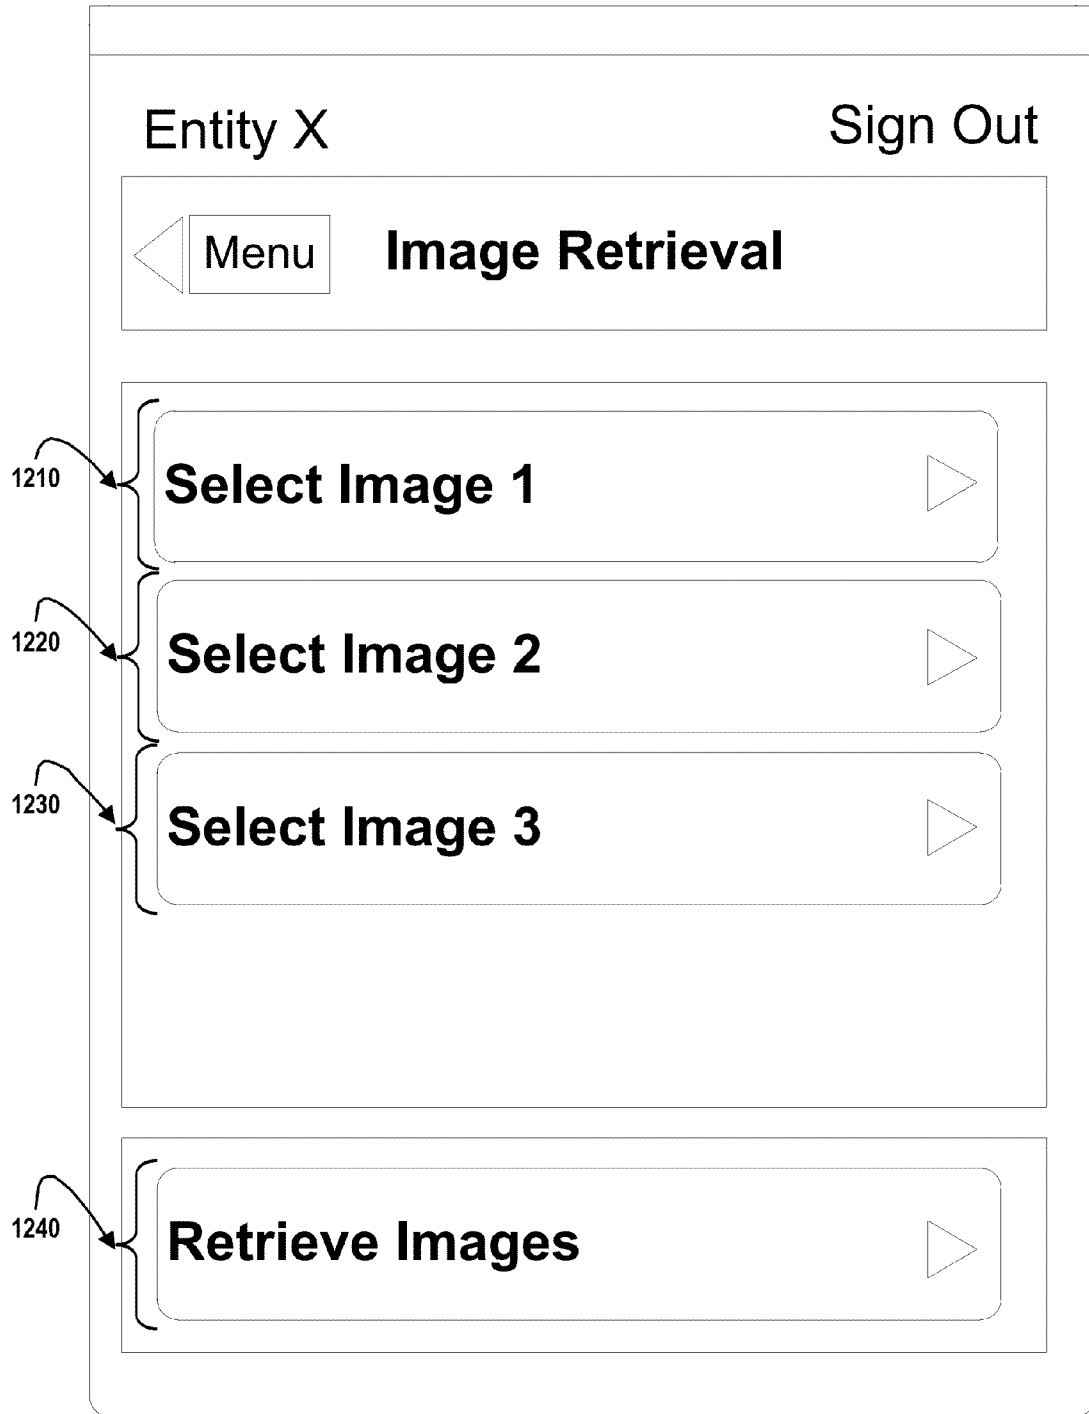 Entity X
Sign Out
Menu
Image Retrieval
1210
Select Image 1
1220
Select Image 2
1230
Select Image 3
1240
Retrieve Images